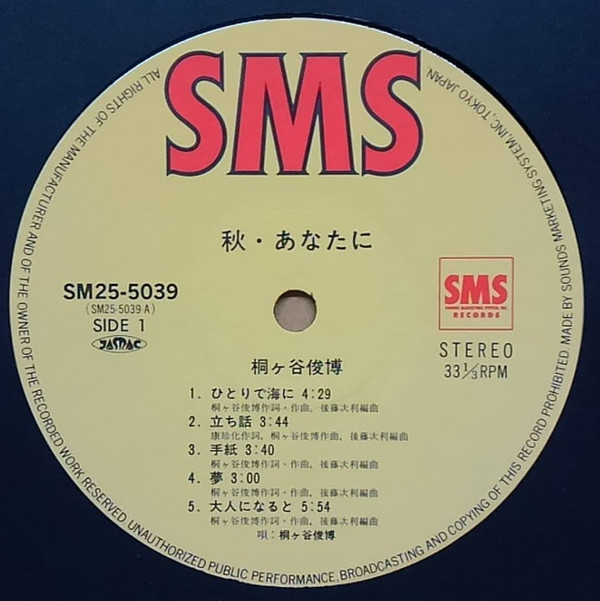 SMS
秋・あなたに
SM25-5039
(SM25-5039-A)
SIDE 1
JASRAC
SMS
SOUNDS MARKETING SYSTEM, INC.
RECORDS
STEREO
33 1/3 RPM
桐ヶ谷俊博
1. ひとりで海に 4:29
桐ヶ谷俊博作詞・作曲, 後藤次利編曲
2. 立ち話 3:44
康珍化作詞, 桐ヶ谷俊博作曲, 後藤次利編曲
3. 手紙 3:40
桐ヶ谷俊博作詞・作曲, 後藤次利編曲
4. 夢 3:00
桐ヶ谷俊博作詞・作曲, 後藤次利編曲
5. 大人になると 5:54
桐ヶ谷俊博作詞・作曲, 後藤次利編曲
唄：桐ヶ谷俊博
ALL RIGHTS OF THE MANUFACTURER AND OF THE OWNER OF THE RECORDED WORK RESERVED. UNAUTHORIZED PUBLIC PERFORMANCE, BROADCASTING AND COPYING OF THIS RECORD PROHIBITED. MADE BY SOUNDS MARKETING SYSTEM, INC, TOKYO JAPAN.